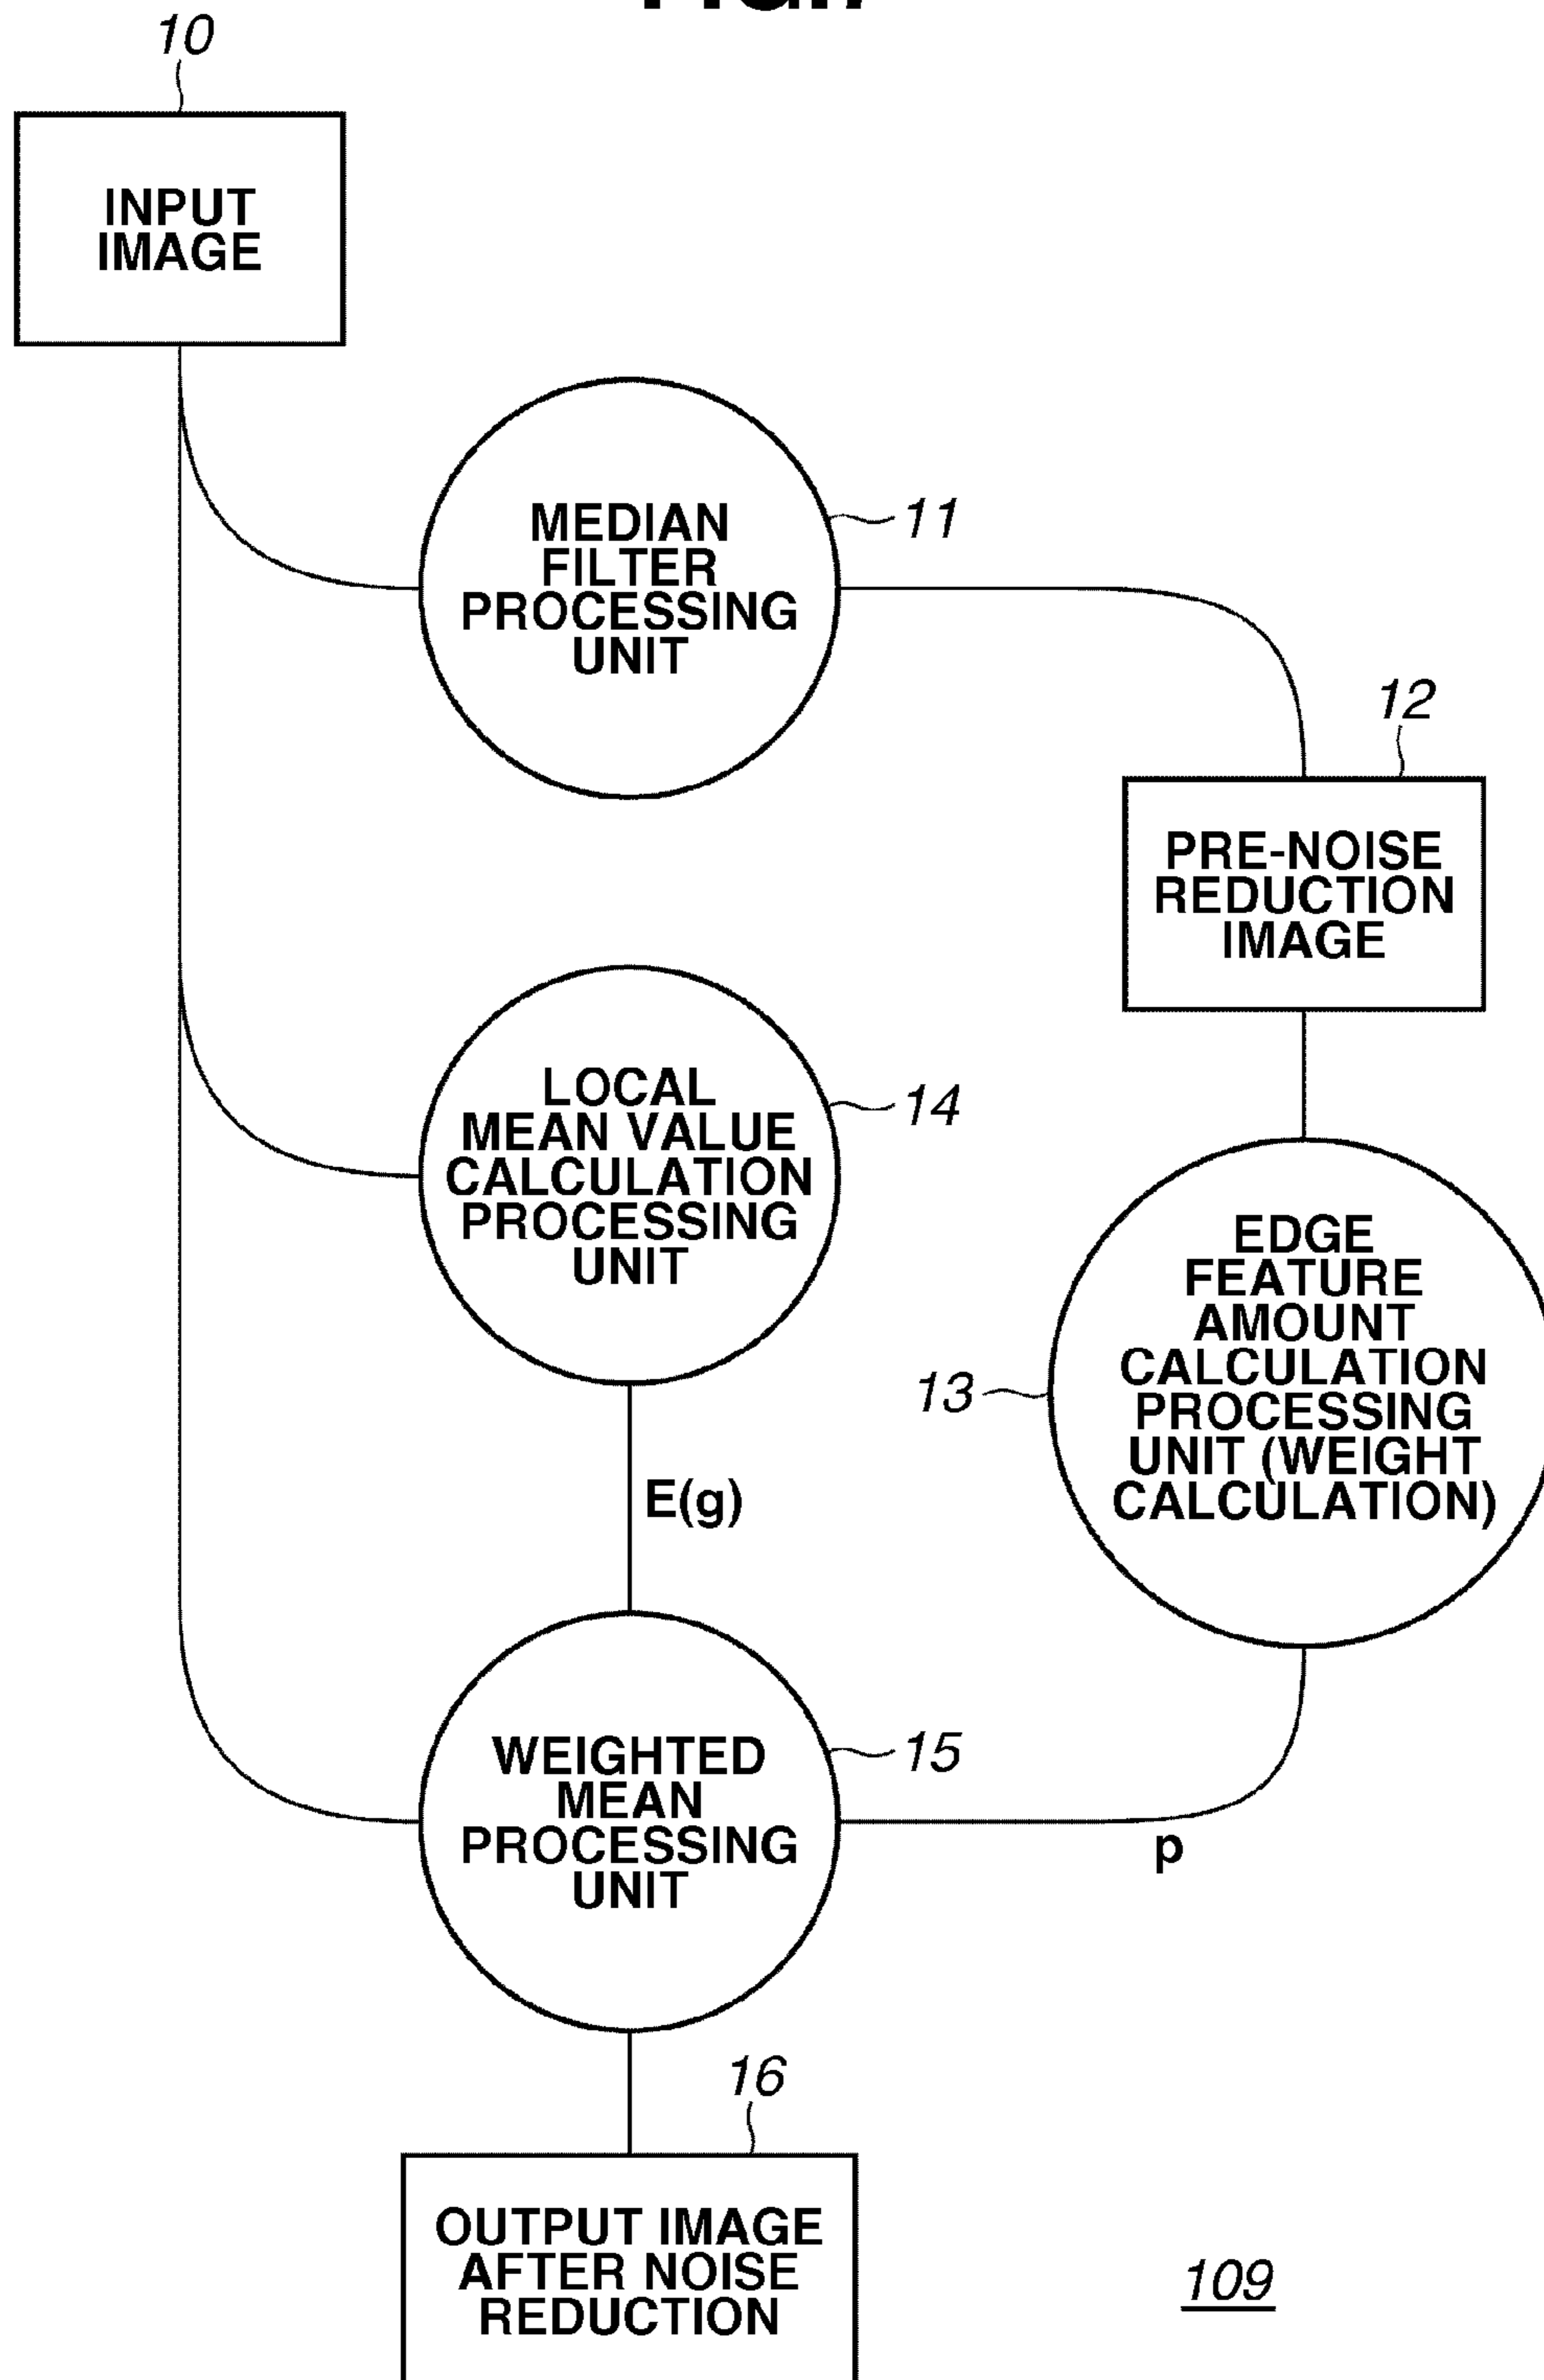 10
INPUT
IMAGE
MEDIAN
FILTER
PROCESSING
UNIT
11
12
PRE-NOISE
REDUCTION
IMAGE
LOCAL
MEAN VALUE
CALCULATION
PROCESSING
UNIT
14
EDGE
FEATURE
AMOUNT
CALCULATION
PROCESSING
UNIT (WEIGHT
CALCULATION)
13
E(g)
WEIGHTED
MEAN
PROCESSING
UNIT
15
p
16
OUTPUT IMAGE
AFTER NOISE
REDUCTION
109